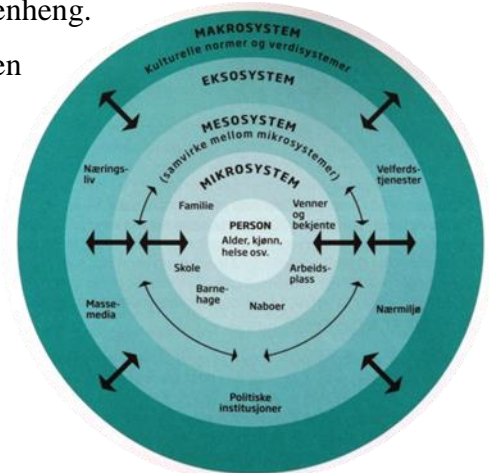 enheng.
en
MAKROSYSTEM
Kulturelle normer og verdisystemer
EKSOSYSTEM
MESOSYSTEM
(samvirke mellom mikrosystemer)
MIKROSYSTEM
Nærings-
liv
Velferds-
tjenester
Familie
Venner
og
bekjente
PERSON
Alder, kjønn,
helse osv.
Skole
Arbeids-
plass
Barne-
hage
Naboer
Masse-
media
Nærmiljø
Politiske
institusjoner